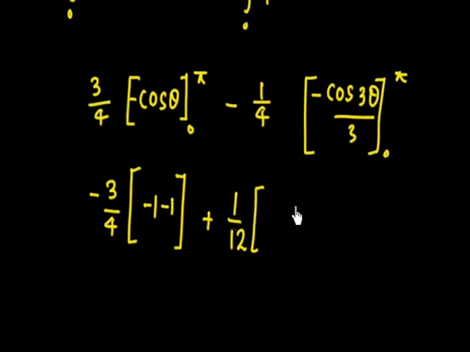 3/4 [-cosθ]₀^π - 1/4 [-cos3θ/3]₀^π
-3/4 [-1-1] + 1/12 [